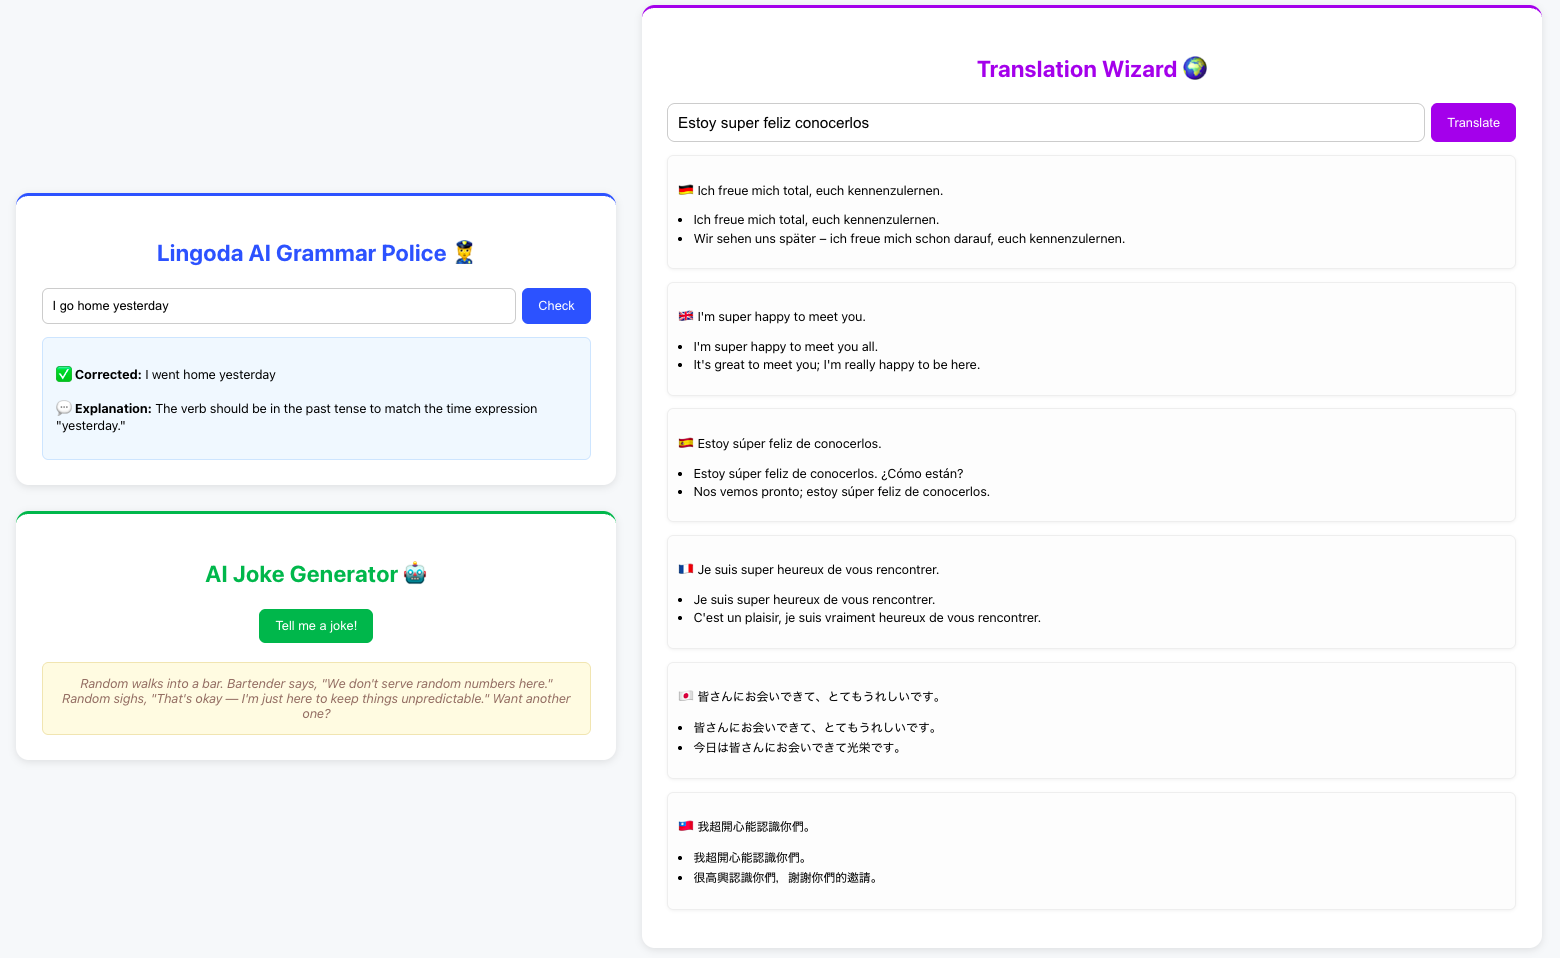 Lingoda AI Grammar Police 👮
I go home yesterday
Check
✅ Corrected: I went home yesterday
💬 Explanation: The verb should be in the past tense to match the time expression
"yesterday."
AI Joke Generator 🤖
Tell me a joke!
Random walks into a bar. Bartender says, "We don't serve random numbers here."
Random sighs, "That's okay — I'm just here to keep things unpredictable." Want another
one?
Translation Wizard 🌍
Estoy super feliz conocerlos
Translate
🇩🇪 Ich freue mich total, euch kennenzulernen.
• Ich freue mich total, euch kennenzulernen.
• Wir sehen uns später – ich freue mich schon darauf, euch kennenzulernen.
🇬🇧 I'm super happy to meet you.
• I'm super happy to meet you all.
• It's great to meet you; I'm really happy to be here.
🇪🇸 Estoy súper feliz de conocerlos.
• Estoy súper feliz de conocerlos. ¿Cómo están?
• Nos vemos pronto; estoy súper feliz de conocerlos.
🇫🇷 Je suis super heureux de vous rencontrer.
• Je suis super heureux de vous rencontrer.
• C'est un plaisir, je suis vraiment heureux de vous rencontrer.
🇯🇵 皆さんにお会いできて、とてもうれしいです。
• 皆さんにお会いできて、とてもうれしいです。
• 今日は皆さんにお会いできて光栄です。
🇹🇼 我超開心能認識你們。
• 我超開心能認識你們。
• 很高興認識你們，謝謝你們的邀請。